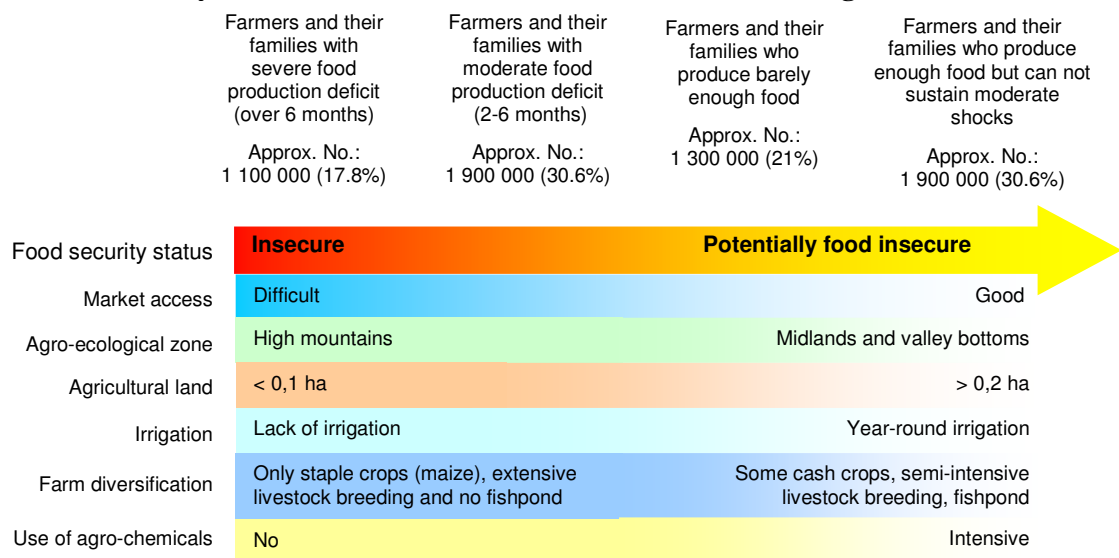 Farmers and their
families with
severe food
production deficit
(over 6 months)
Approx. No.:
1 100 000 (17.8%)
Farmers and their
families with
moderate food
production deficit
(2-6 months)
Approx. No.:
1 900 000 (30.6%)
Farmers and their
families who
produce barely
enough food
Approx. No.:
1 300 000 (21%)
Farmers and their
families who produce
enough food but can not
sustain moderate
shocks
Approx. No.:
1 900 000 (30.6%)
Food security status
Insecure
Potentially food insecure
Market access
Difficult
Good
Agro-ecological zone
High mountains
Midlands and valley bottoms
Agricultural land
< 0,1 ha
> 0,2 ha
Irrigation
Lack of irrigation
Year-round irrigation
Farm diversification
Only staple crops (maize), extensive
livestock breeding and no fishpond
Some cash crops, semi-intensive
livestock breeding, fishpond
Use of agro-chemicals
No
Intensive